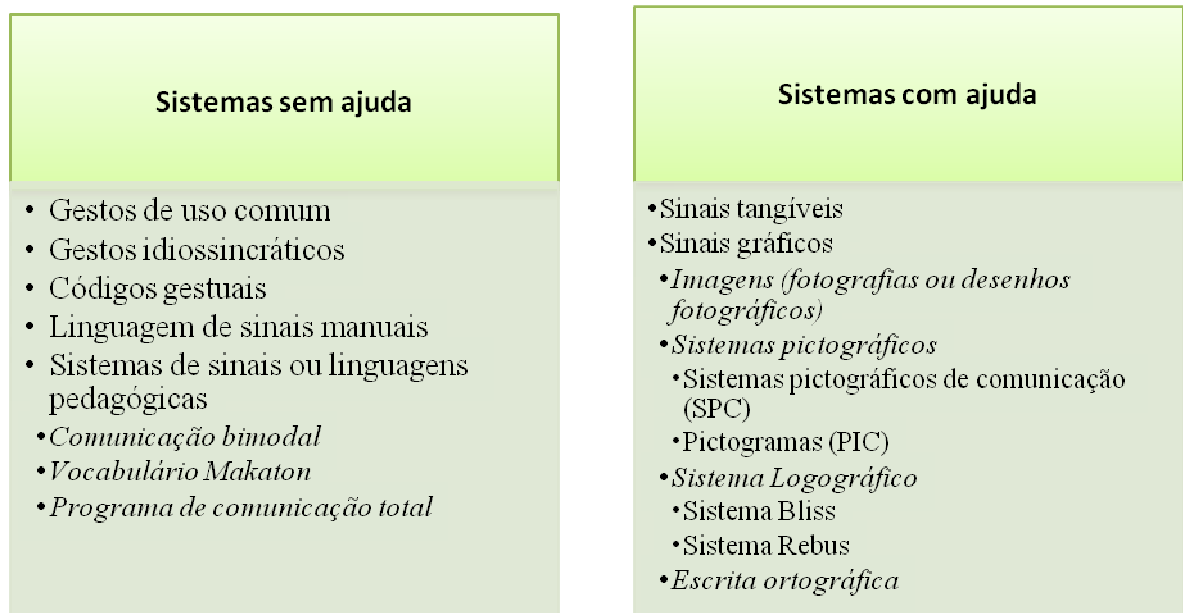 Sistemas sem ajuda
• Gestos de uso comum
• Gestos idiossincráticos
• Códigos gestuais
• Linguagem de sinais manuais
• Sistemas de sinais ou linguagens
pedagógicas
• Comunicação bimodal
• Vocabulário Makaton
• Programa de comunicação total
Sistemas com ajuda
• Sinais tangíveis
• Sinais gráficos
• Imagens (fotografias ou desenhos
fotográficos)
• Sistemas pictográficos
• Sistemas pictográficos de comunicação
(SPC)
• Pictogramas (PIC)
• Sistema Logográfico
• Sistema Bliss
• Sistema Rebus
• Escrita ortográfica